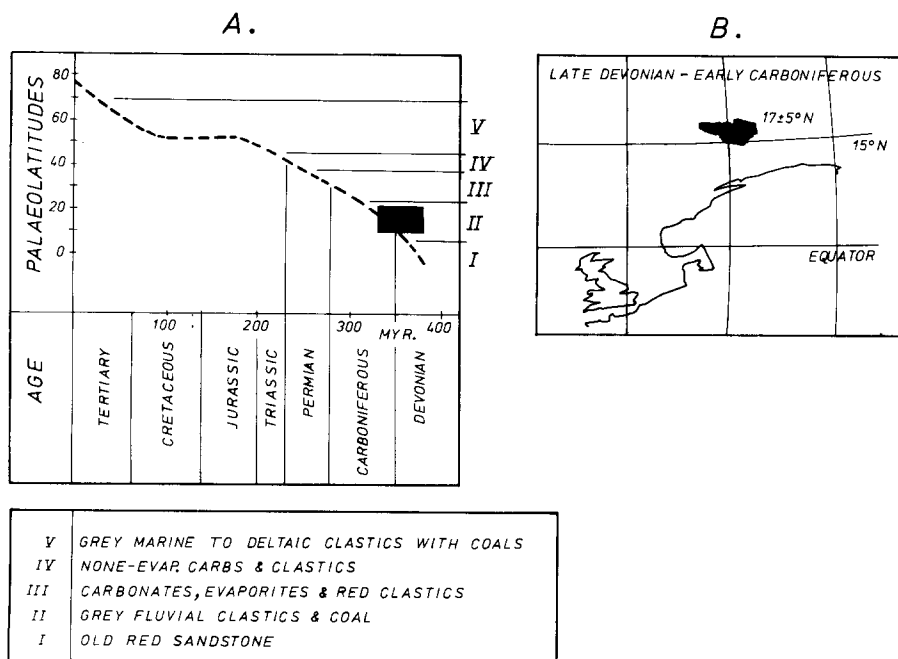 A.
B.
PALAEOLATITUDES
80
60
40
20
0
V
IV
III
II
I
100
200
300
400
MYR.
AGE
TERTIARY
CRETACEOUS
JURASSIC
TRIASSIC
PERMIAN
CARBONIFEROUS
DEVONIAN
LATE DEVONIAN - EARLY CARBONIFEROUS
17±5°N
15°N
EQUATOR
V GREY MARINE TO DELTAIC CLASTICS WITH COALS
IV NONE-EVAP. CARBS & CLASTICS
III CARBONATES, EVAPORITES & RED CLASTICS
II GREY FLUVIAL CLASTICS & COAL
I OLD RED SANDSTONE